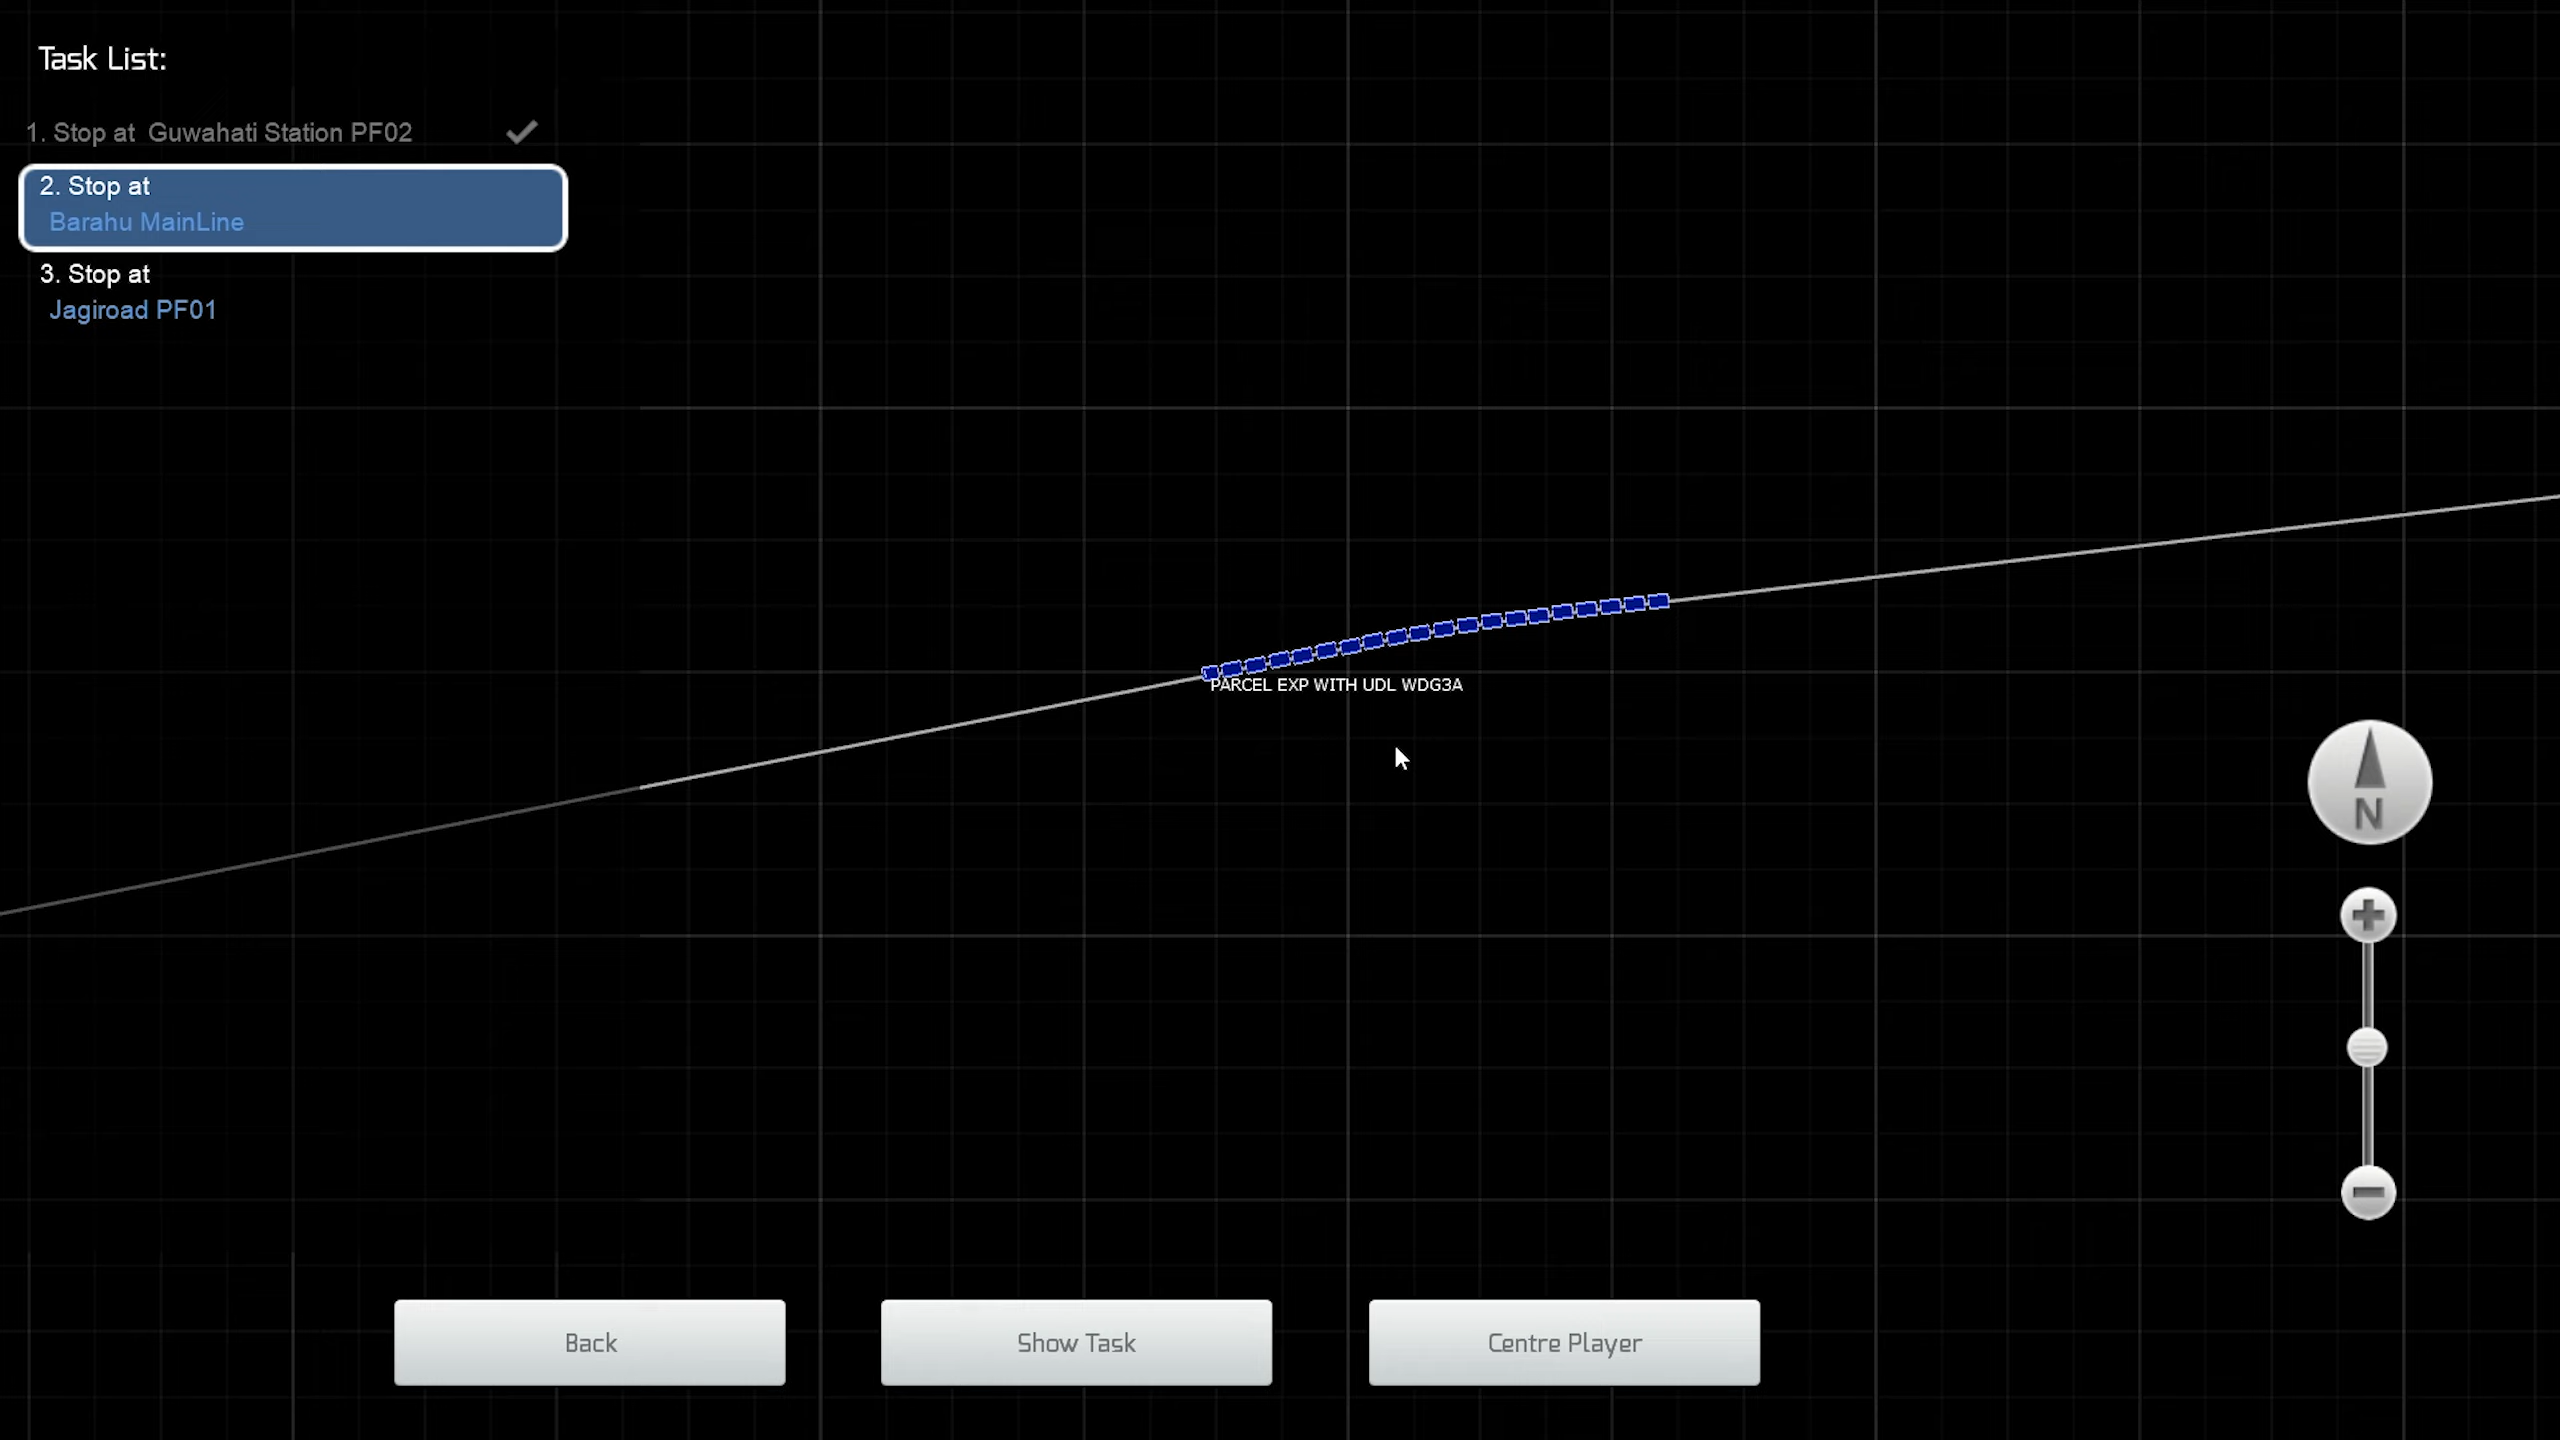 Task List:
1. Stop at  Guwahati Station PF02
2. Stop at
Barahu MainLine
3. Stop at
Jagiroad PF01
PARCEL EXP WITH UDL WDG3A
N
Back
Show Task
Centre Player